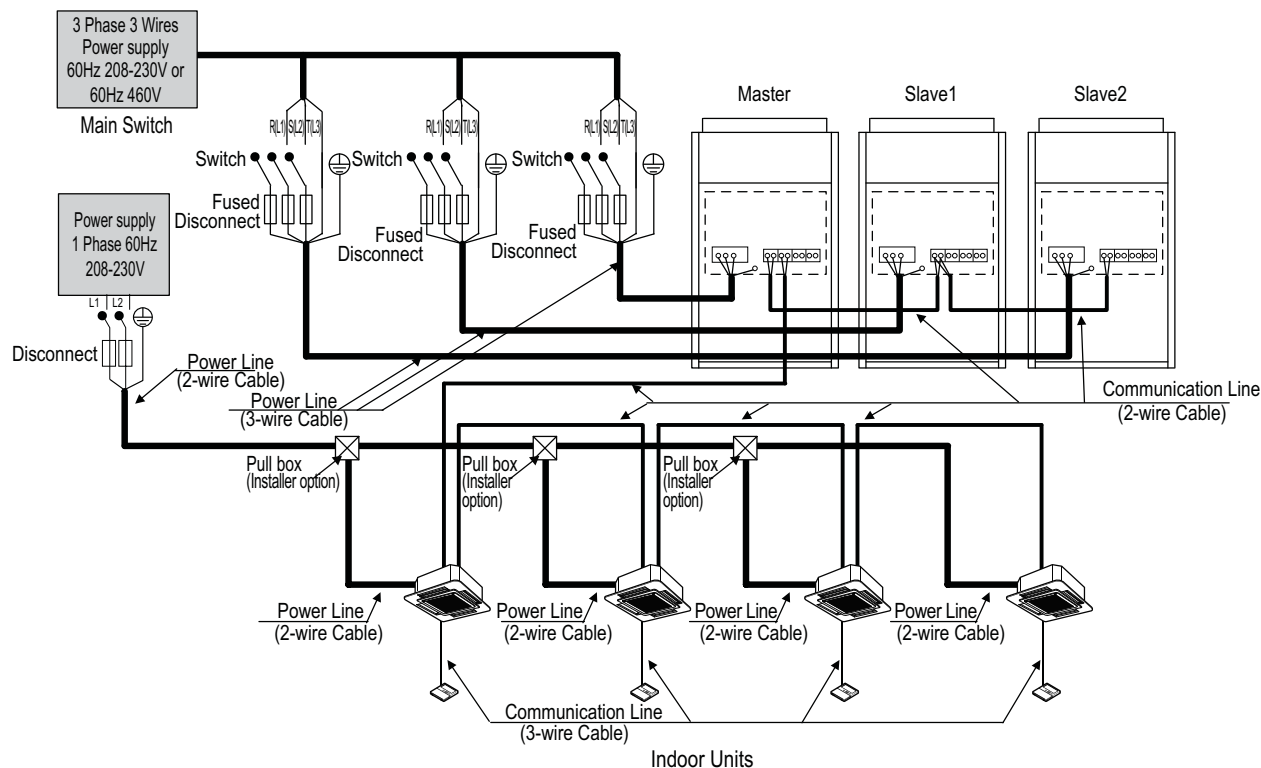 3 Phase 3 Wires
Power supply
60Hz 208-230V or
60Hz 460V
Main Switch
Master
Slave1
Slave2
R(L1) S(L2) T(L3)
R(L1) S(L2) T(L3)
R(L1) S(L2) T(L3)
Switch
Switch
Switch
Fused
Disconnect
Fused
Disconnect
Fused
Disconnect
Power supply
1 Phase 60Hz
208-230V
L1 L2
Disconnect
Power Line
(2-wire Cable)
Power Line
(3-wire Cable)
Communication Line
(2-wire Cable)
Pull box
(Installer option)
Pull box
(Installer
option)
Pull box
(Installer
option)
Power Line
(2-wire Cable)
Power Line
(2-wire Cable)
Power Line
(2-wire Cable)
Power Line
(2-wire Cable)
Communication Line
(3-wire Cable)
Indoor Units